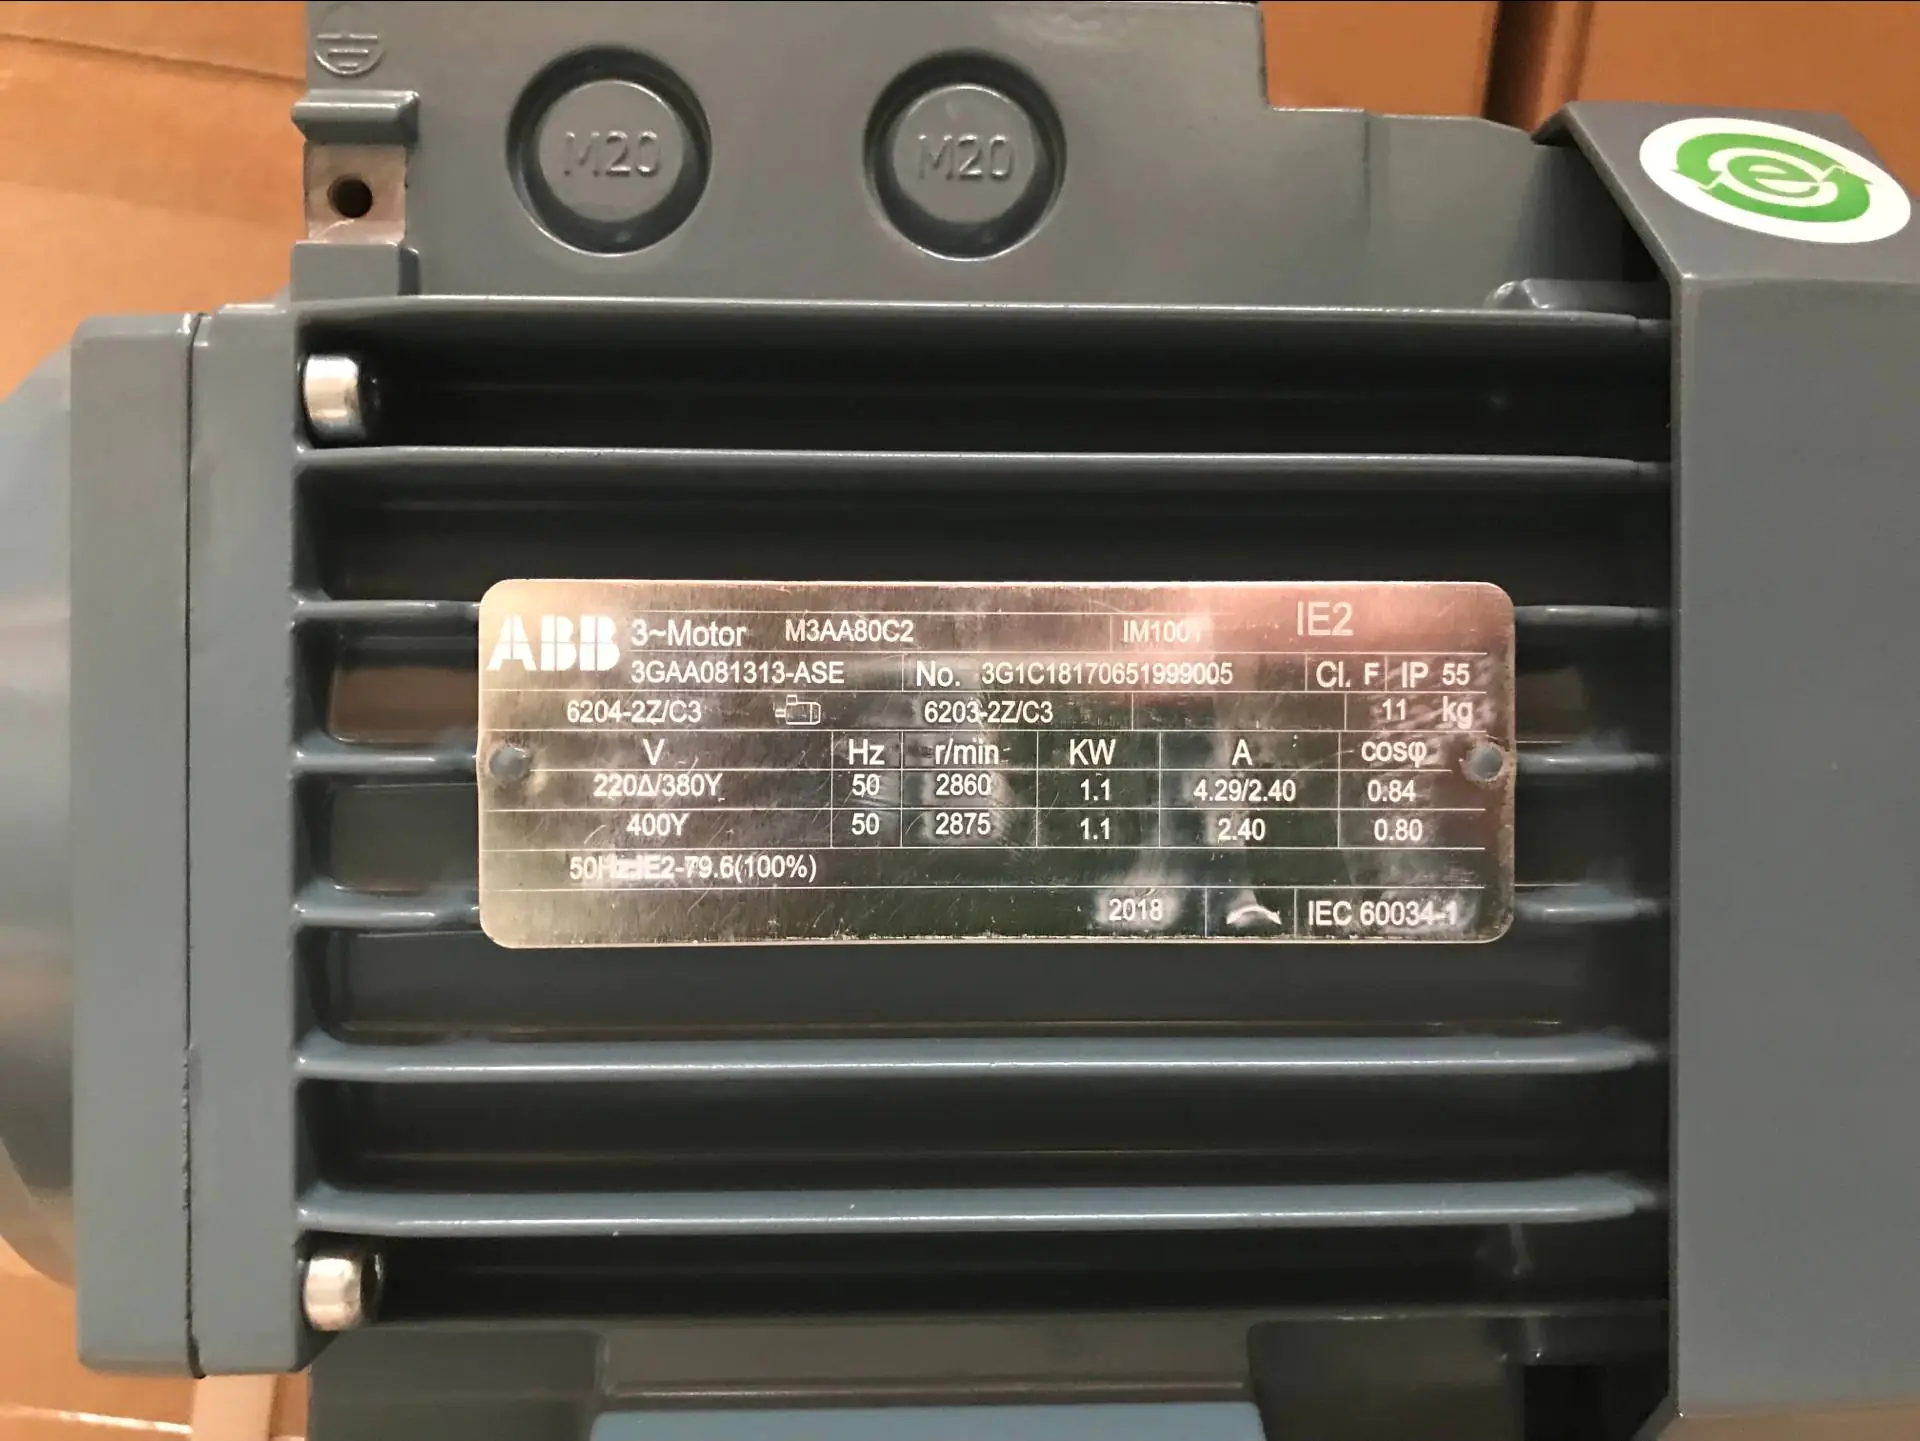 M20 M20
ABB 3~Motor M3AA80C2 IM1001 IE2
3GAA081313-ASE No. 3G1C18170651999005 Cl. F IP 55
6204-2Z/C3 6203-2Z/C3 11 kg
V Hz r/min KW A cosφ
220Δ/380Y 50 2860 1.1 4.29/2.40 0.84
400Y 50 2875 1.1 2.40 0.80
50Hz:IE2-79.6(100%)
2018 IEC 60034-1